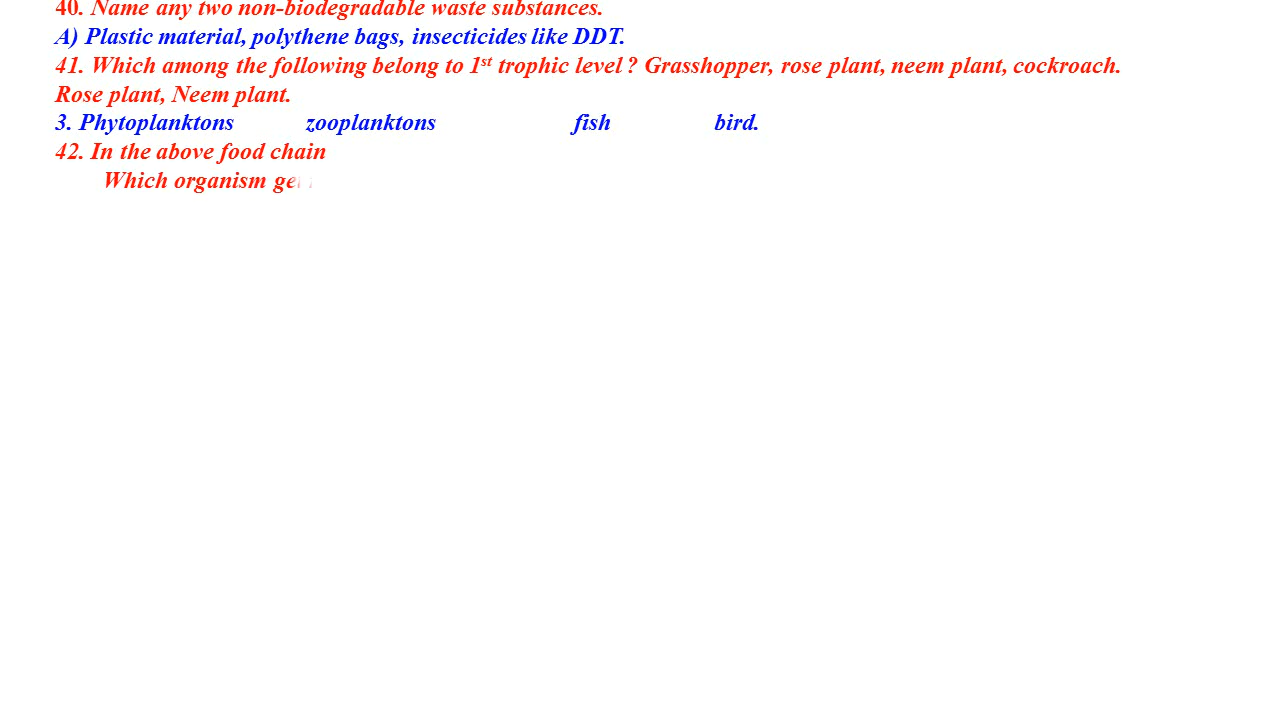 40. Name any two non-biodegradable waste substances.
A) Plastic material, polythene bags, insecticides like DDT.
41. Which among the following belong to 1st trophic level ? Grasshopper, rose plant, neem plant, cockroach.
Rose plant, Neem plant.
3. Phytoplanktons zooplanktons fish bird.
42. In the above food chain
Which organism